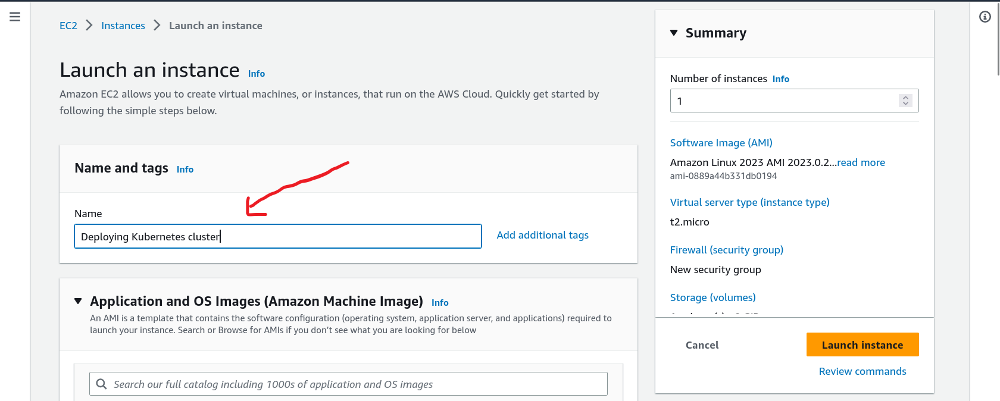 EC2 > Instances > Launch an instance
Launch an instance Info
Amazon EC2 allows you to create virtual machines, or instances, that run on the AWS Cloud. Quickly get started by
following the simple steps below.
Name and tags Info
Name
Deploying Kubernetes cluster
Add additional tags
Application and OS Images (Amazon Machine Image) Info
An AMI is a template that contains the software configuration (operating system, application server, and applications) required to
launch your instance. Search or Browse for AMIs if you don’t see what you are looking for below
Search our full catalog including 1000s of application and OS images
Summary
Number of instances Info
1
Software Image (AMI)
Amazon Linux 2023 AMI 2023.0.2...read more
ami-0889a44b331db0194
Virtual server type (instance type)
t2.micro
Firewall (security group)
New security group
Storage (volumes)
Cancel
Launch instance
Review commands